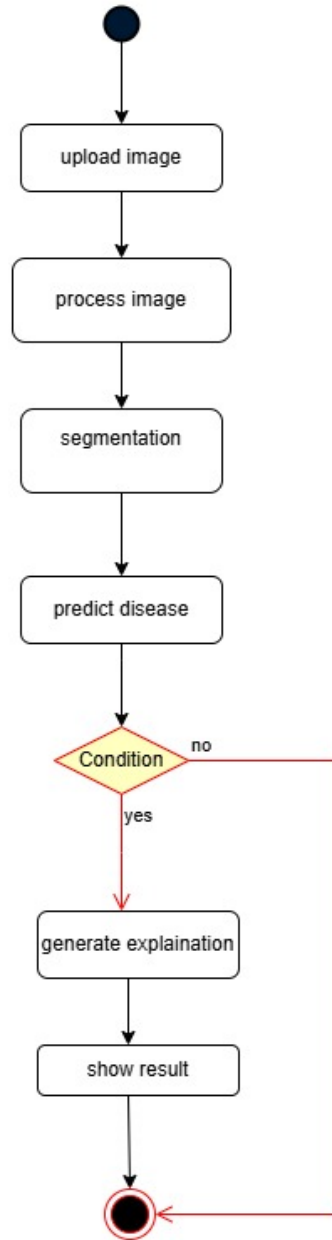 upload image
process image
segmentation
predict disease
Condition
no
yes
generate explaination
show result